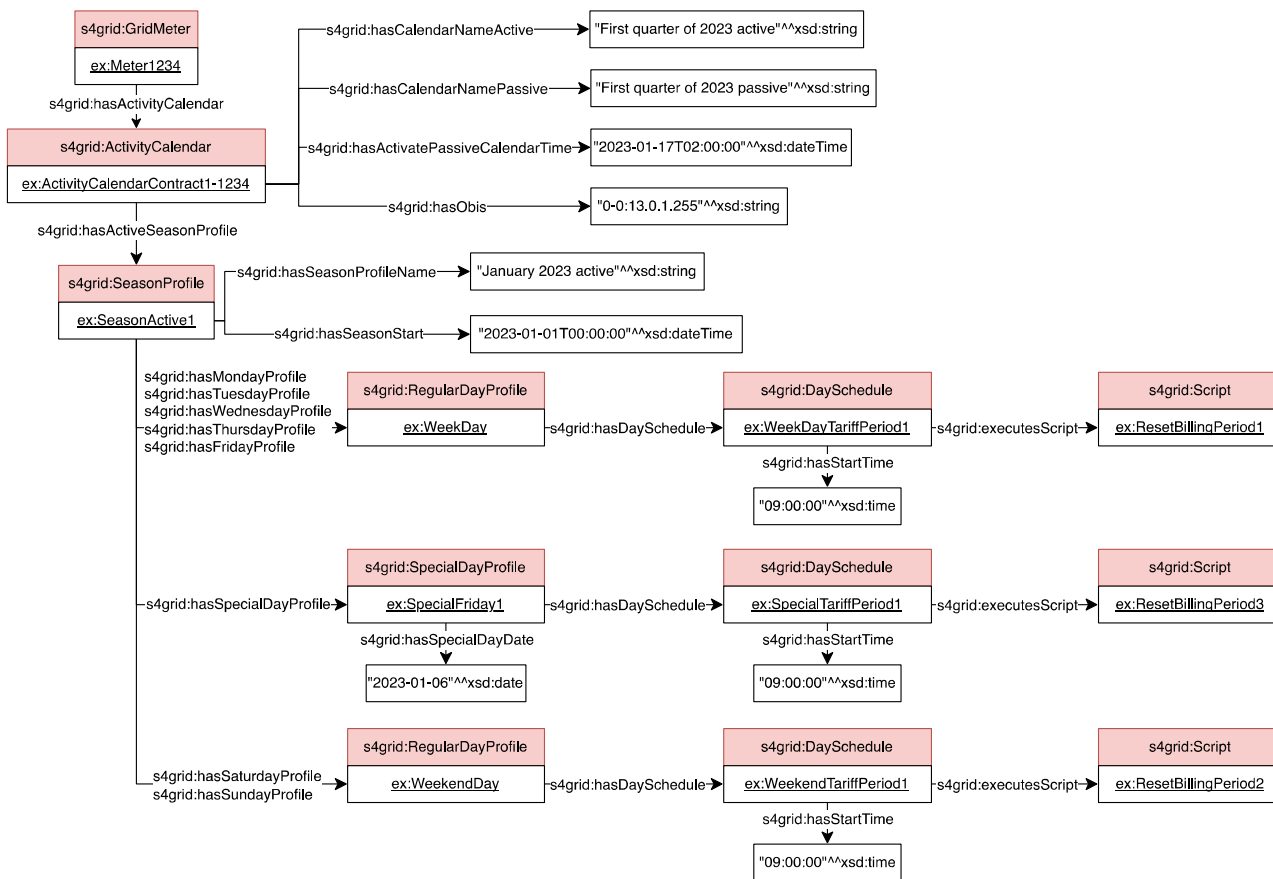 s4grid:GridMeter
ex:Meter1234
s4grid:hasActivityCalendar
s4grid:ActivityCalendar
ex:ActivityCalendarContract1-1234
s4grid:hasCalendarNameActive
"First quarter of 2023 active"^^xsd:string
s4grid:hasCalendarNamePassive
"First quarter of 2023 passive"^^xsd:string
s4grid:hasActivatePassiveCalendarTime
"2023-01-17T02:00:00"^^xsd:dateTime
s4grid:hasObis
"0-0:13.0.1.255"^^xsd:string
s4grid:hasActiveSeasonProfile
s4grid:SeasonProfile
ex:SeasonActive1
s4grid:hasSeasonProfileName
"January 2023 active"^^xsd:string
s4grid:hasSeasonStart
"2023-01-01T00:00:00"^^xsd:dateTime
s4grid:hasMondayProfile
s4grid:hasTuesdayProfile
s4grid:hasWednesdayProfile
s4grid:hasThursdayProfile
s4grid:hasFridayProfile
s4grid:RegularDayProfile
ex:WeekDay
s4grid:hasDaySchedule
s4grid:DaySchedule
ex:WeekDayTariffPeriod1
s4grid:executesScript
s4grid:Script
ex:ResetBillingPeriod1
s4grid:hasStartTime
"09:00:00"^^xsd:time
s4grid:hasSpecialDayProfile
s4grid:SpecialDayProfile
ex:SpecialFriday1
s4grid:hasDaySchedule
s4grid:DaySchedule
ex:SpecialTariffPeriod1
s4grid:executesScript
s4grid:Script
ex:ResetBillingPeriod3
s4grid:hasSpecialDayDate
"2023-01-06"^^xsd:date
s4grid:hasStartTime
"09:00:00"^^xsd:time
s4grid:hasSaturdayProfile
s4grid:hasSundayProfile
s4grid:RegularDayProfile
ex:WeekendDay
s4grid:hasDaySchedule
s4grid:DaySchedule
ex:WeekendTariffPeriod1
s4grid:executesScript
s4grid:Script
ex:ResetBillingPeriod2
s4grid:hasStartTime
"09:00:00"^^xsd:time